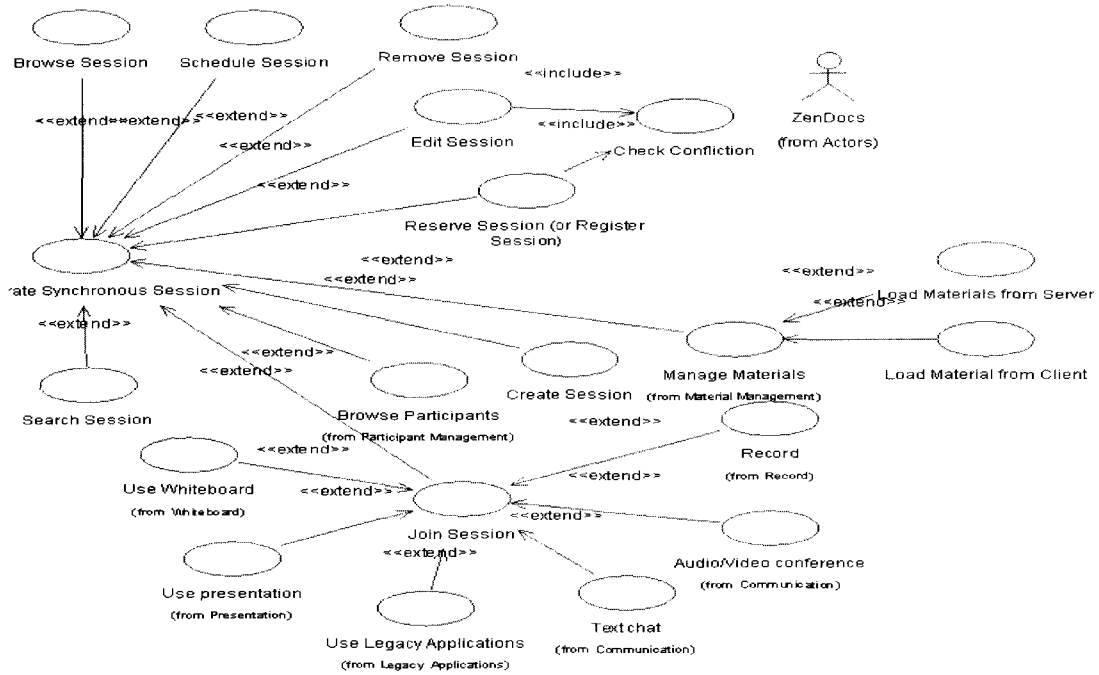 Browse Session
Schedule Session
Remove Session
<<include>>
<<extend>>
<<extend>>
<<extend>>
Edit Session
<<include>>
Check Confliction
ZenDocs
(from Actors)
<<extend>>
<<extend>>
Reserve Session (or Register
Session)
<<extend>>
<<extend>>
rate Synchronous Session
<<extend>>
<<extend>>
Load Materials from Server
<<extend>>
<<extend>>
<<extend>>
Search Session
Browse Participants
(from Participant Management)
Create Session
Manage Materials
(from Material Management)
Load Material from Client
<<extend>>
<<extend>>
Record
(from Record)
Use Whiteboard
(from Whiteboard)
<<extend>>
<<extend>>
<<extend>>
Join Session
<<extend>>
Audio/Video conference
(from Communication)
Use presentation
(from Presentation)
Use Legacy Applications
(from Legacy Applications)
Text chat
(from Communication)